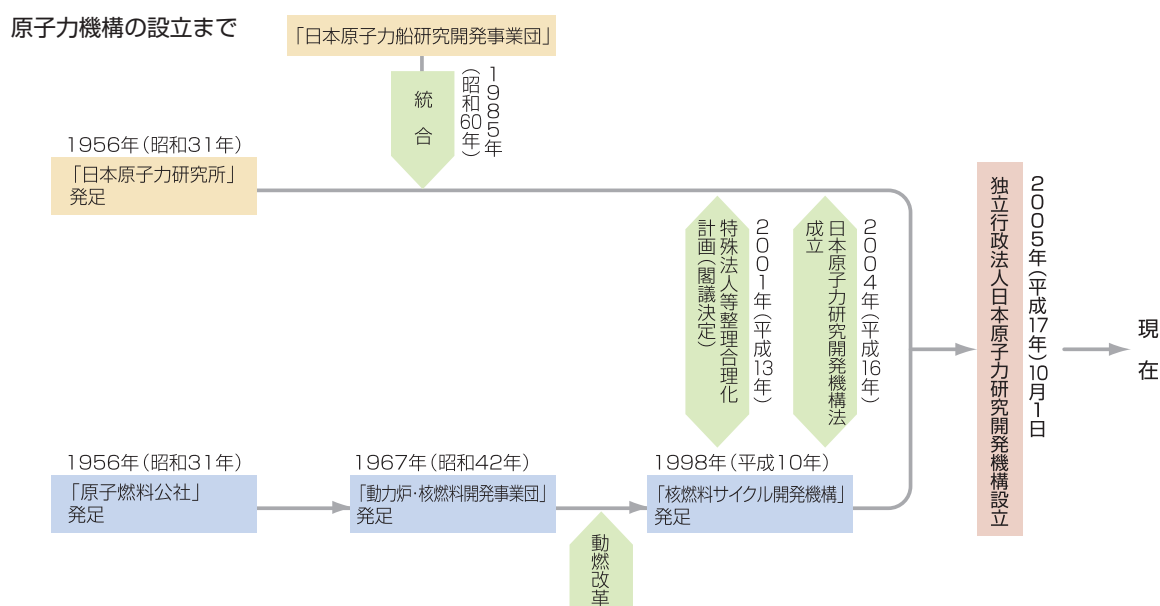 原子力機構の設立まで
「日本原子力船研究開発事業団」
統合
1985年
（昭和60年）
1956年（昭和31年）
「日本原子力研究所」
発足
特殊法人等整理合理化
計画（閣議決定）
2001年（平成13年）
日本原子力研究開発機構法
成立
2004年（平成16年）
独立行政法人日本原子力研究開発機構設立
2005年（平成17年）10月1日
現在
1956年（昭和31年）
「原子燃料公社」
発足
1967年（昭和42年）
「動力炉・核燃料開発事業団」
発足
動燃改革
1998年（平成10年）
「核燃料サイクル開発機構」
発足